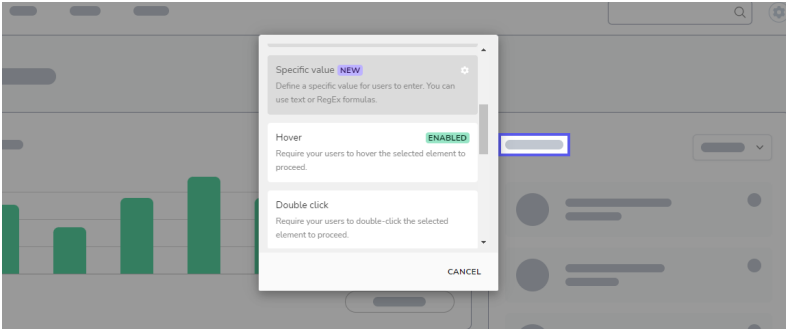 Specific value NEW
Define a specific value for users to enter. You can
use text or RegEx formulas.
Hover ENABLED
Require your users to hover the selected element to
proceed.
Double click
Require your users to double-click the selected
element to proceed.
CANCEL